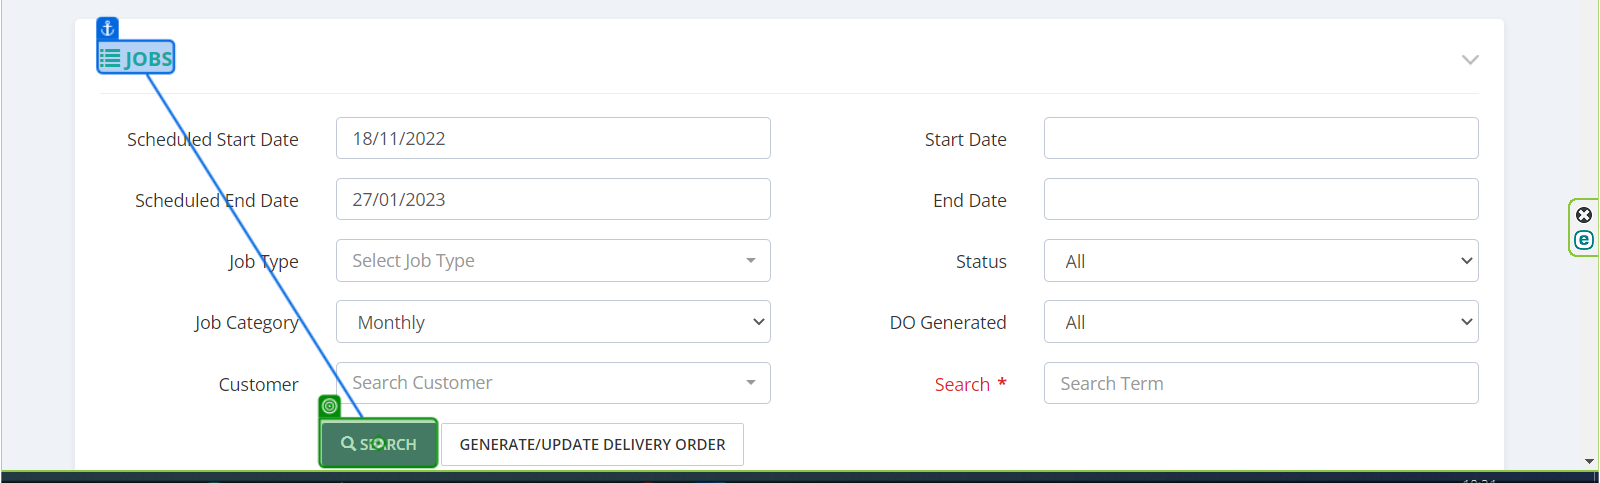 JOBS
Scheduled Start Date 18/11/2022 Start Date
Scheduled End Date 27/01/2023 End Date
Job Type Select Job Type Status All
Job Category Monthly DO Generated All
Customer Search Customer Search * Search Term
SEARCH GENERATE/UPDATE DELIVERY ORDER